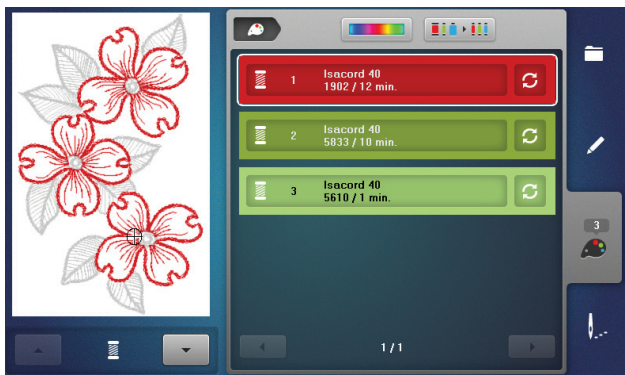 1
Isacord 40
1902 / 12 min.
2
Isacord 40
5833 / 10 min.
3
Isacord 40
5610 / 1 min.
3
1 / 1